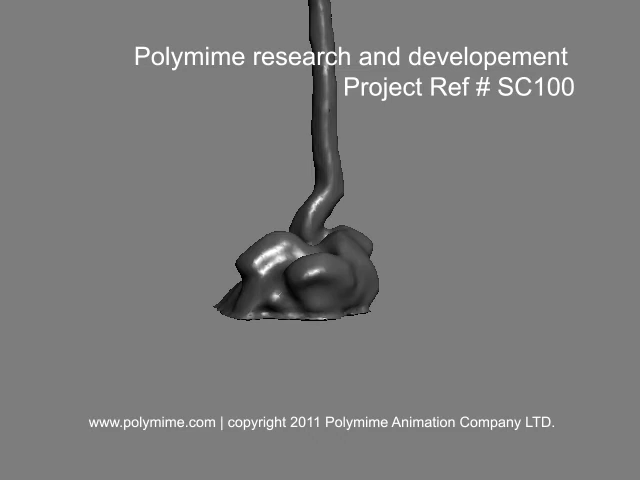 Polymime research and developement
Project Ref # SC100
www.polymime.com | copyright 2011 Polymime Animation Company LTD.